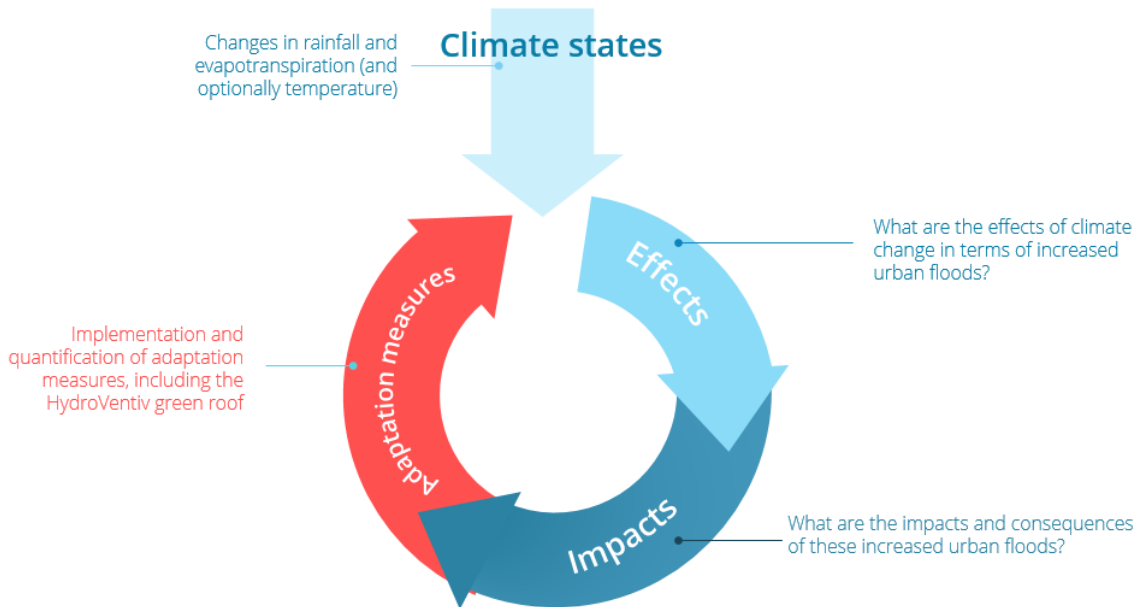 Climate states
Changes in rainfall and
evapotranspiration (and
optionally temperature)
Effects
What are the effects of climate
change in terms of increased
urban floods?
Adaptation measures
Implementation and
quantification of adaptation
measures, including the
HydroVentiv green roof
Impacts
What are the impacts and consequences
of these increased urban floods?